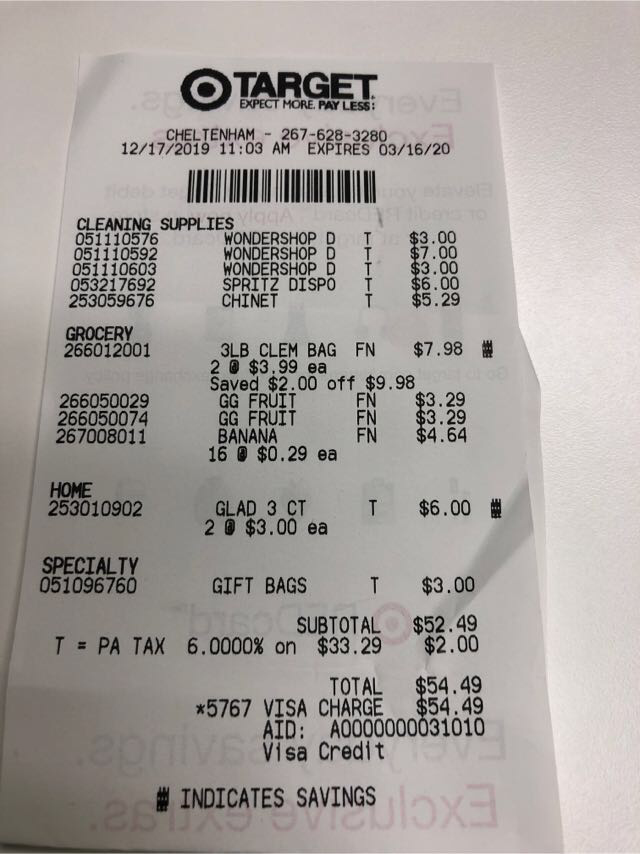 TARGET
EXPECT MORE. PAY LESS.
CHELTENHAM - 267-628-3280
12/17/2019 11:03 AM EXPIRES 03/16/20
CLEANING SUPPLIES
051110576 WONDERSHOP D T $3.00
051110592 WONDERSHOP D T $7.00
051110603 WONDERSHOP D T $3.00
053217692 SPRITZ DISPO T $6.00
253059676 CHINET T $5.29
GROCERY
266012001 3LB CLEM BAG FN $7.98
2 @ $3.99 ea
Saved $2.00 off $9.98
266050029 GG FRUIT FN $3.29
266050074 GG FRUIT FN $3.29
267008011 BANANA FN $4.64
16 @ $0.29 ea
HOME
253010902 GLAD 3 CT T $6.00
2 @ $3.00 ea
SPECIALTY
051096760 GIFT BAGS T $3.00
SUBTOTAL $52.49
T = PA TAX 6.0000% on $33.29 $2.00
TOTAL $54.49
*5767 VISA CHARGE $54.49
AID: A0000000031010
Visa Credit
INDICATES SAVINGS